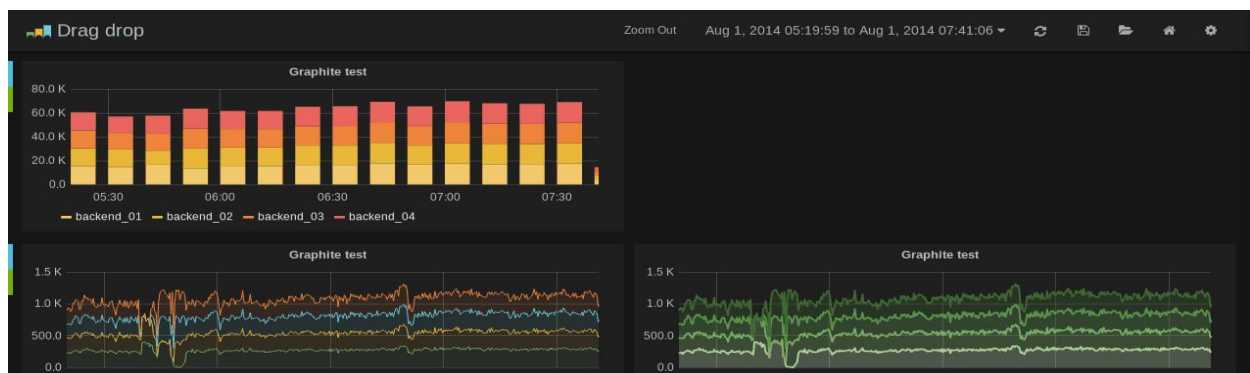 Drag drop
Zoom Out Aug 1, 2014 05:19:59 to Aug 1, 2014 07:41:06
Graphite test
80.0 K
60.0 K
40.0 K
20.0 K
0.0
05:30 06:00 06:30 07:00 07:30
backend_01 backend_02 backend_03 backend_04
Graphite test
1.5 K
1.0 K
500.0
0.0
Graphite test
1.5 K
1.0 K
500.0
0.0